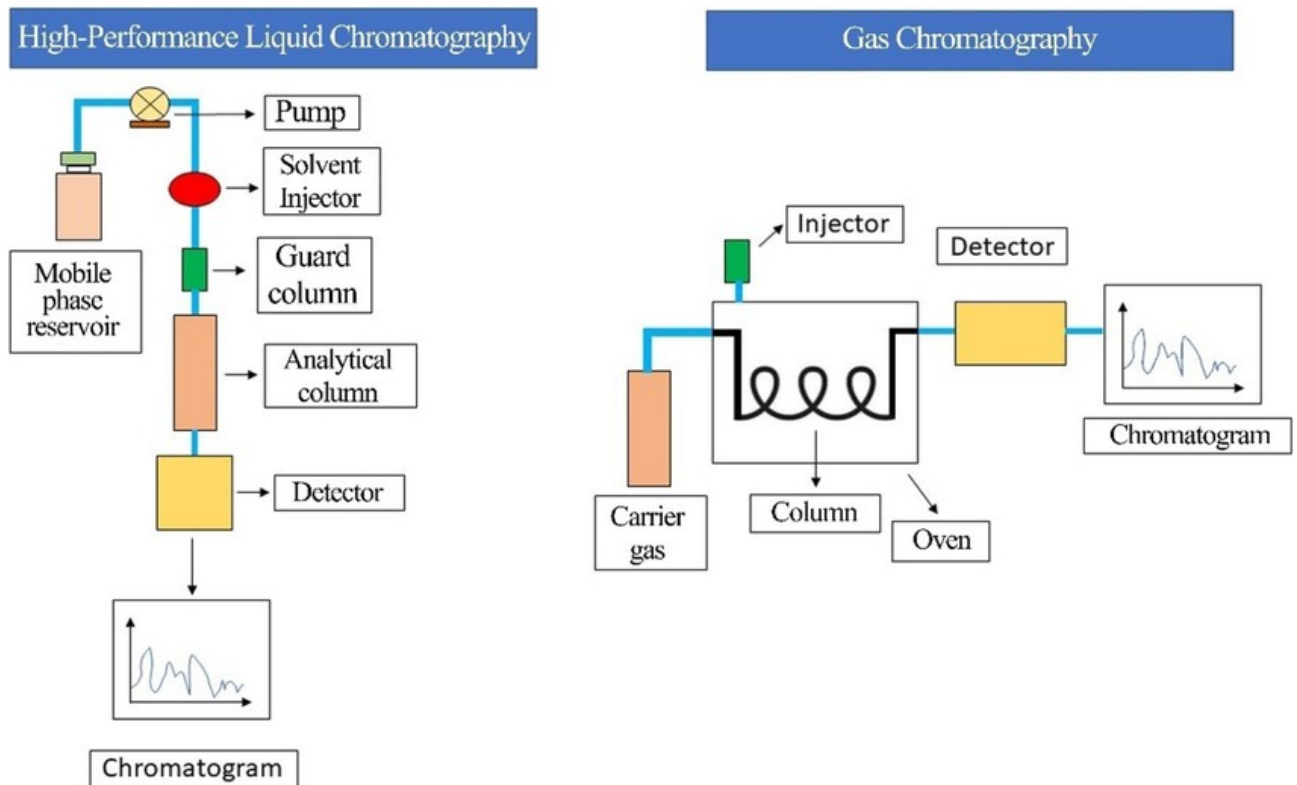 High-Performance Liquid Chromatography
Pump
Solvent
Injector
Guard
column
Mobile
phase
reservoir
Analytical
column
Detector
Chromatogram
Gas Chromatography
Injector
Detector
Chromatogram
Carrier
gas
Column
Oven